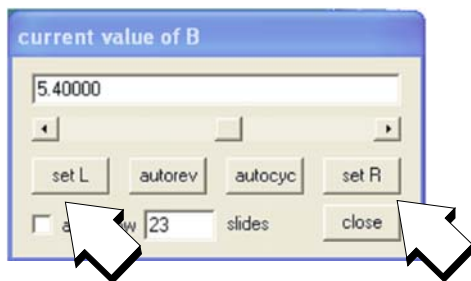 current value of B
5.40000
set L autorev autocyc set R
23 slides close